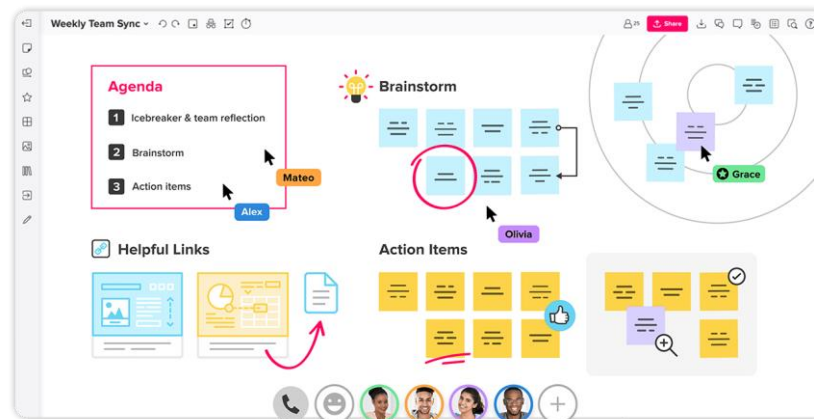 Weekly Team Sync
25
Share
Agenda
1 Icebreaker & team reflection
2 Brainstorm
3 Action items
Mateo
Alex
Brainstorm
Olivia
Grace
Helpful Links
Action Items